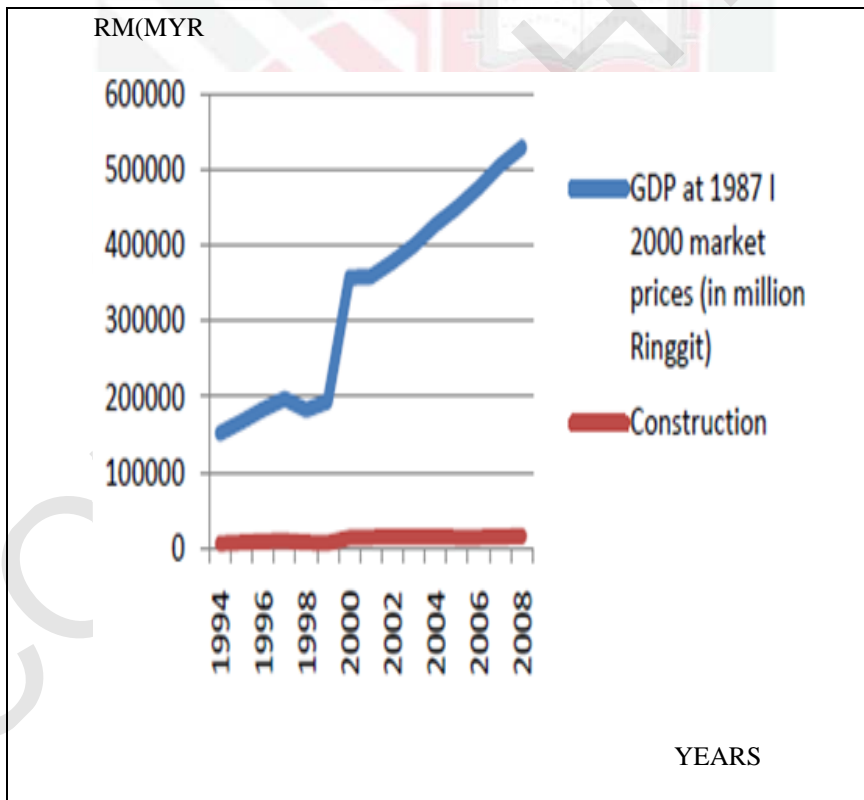 RM(MYR
600000
500000
400000
300000
200000
100000
0
1994
1996
1998
2000
2002
2004
2006
2008
GDP at 1987 I
2000 market
prices (in million
Ringgit)
Construction
YEARS